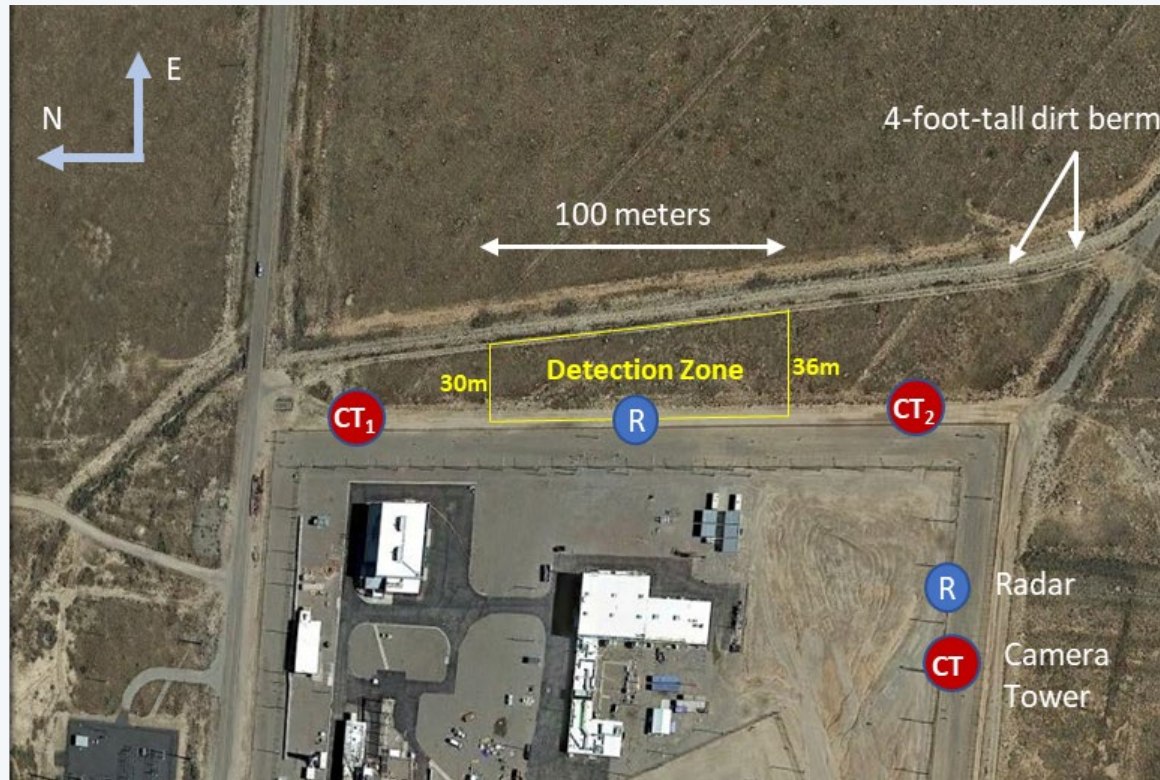 E
N
4-foot-tall dirt berm
100 meters
30m
Detection Zone
36m
CT₁
R
CT₂
R
Radar
CT
Camera
Tower